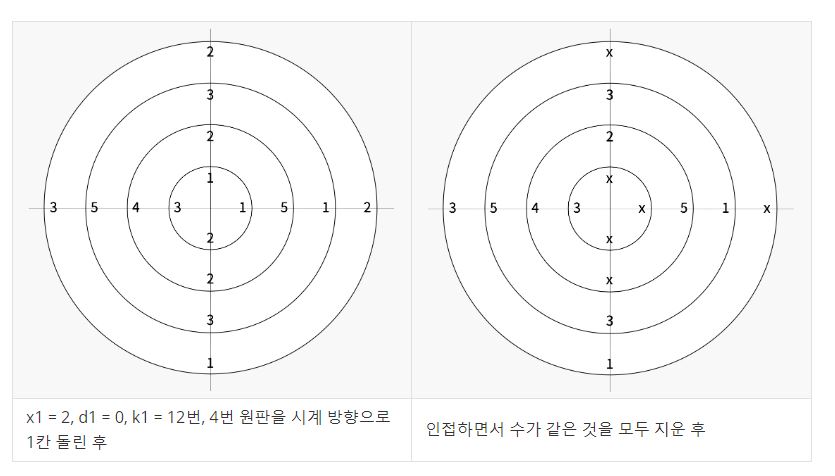 2
3
2
1
3 5 4 3 1 5 1 2
2
2
3
1
x
3
2
x
3 5 4 3 x 5 1 x
x
x
3
1
x1 = 2, d1 = 0, k1 = 12번, 4번 원판을 시계 방향으로
1칸 돌린 후
인접하면서 수가 같은 것을 모두 지운 후